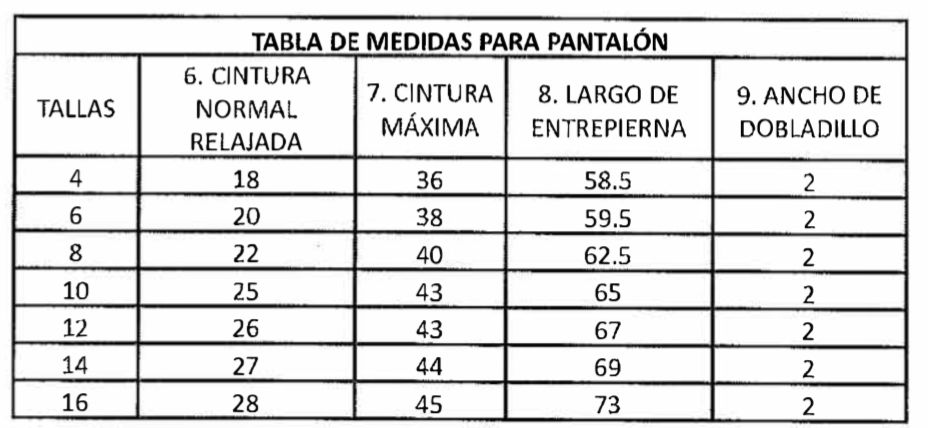 TABLA DE MEDIDAS PARA PANTALÓN
TALLAS 6. CINTURA NORMAL RELAJADA 7. CINTURA MÁXIMA 8. LARGO DE ENTREPIERNA 9. ANCHO DE DOBLADILLO
4 18 36 58.5 2
6 20 38 59.5 2
8 22 40 62.5 2
10 25 43 65 2
12 26 43 67 2
14 27 44 69 2
16 28 45 73 2